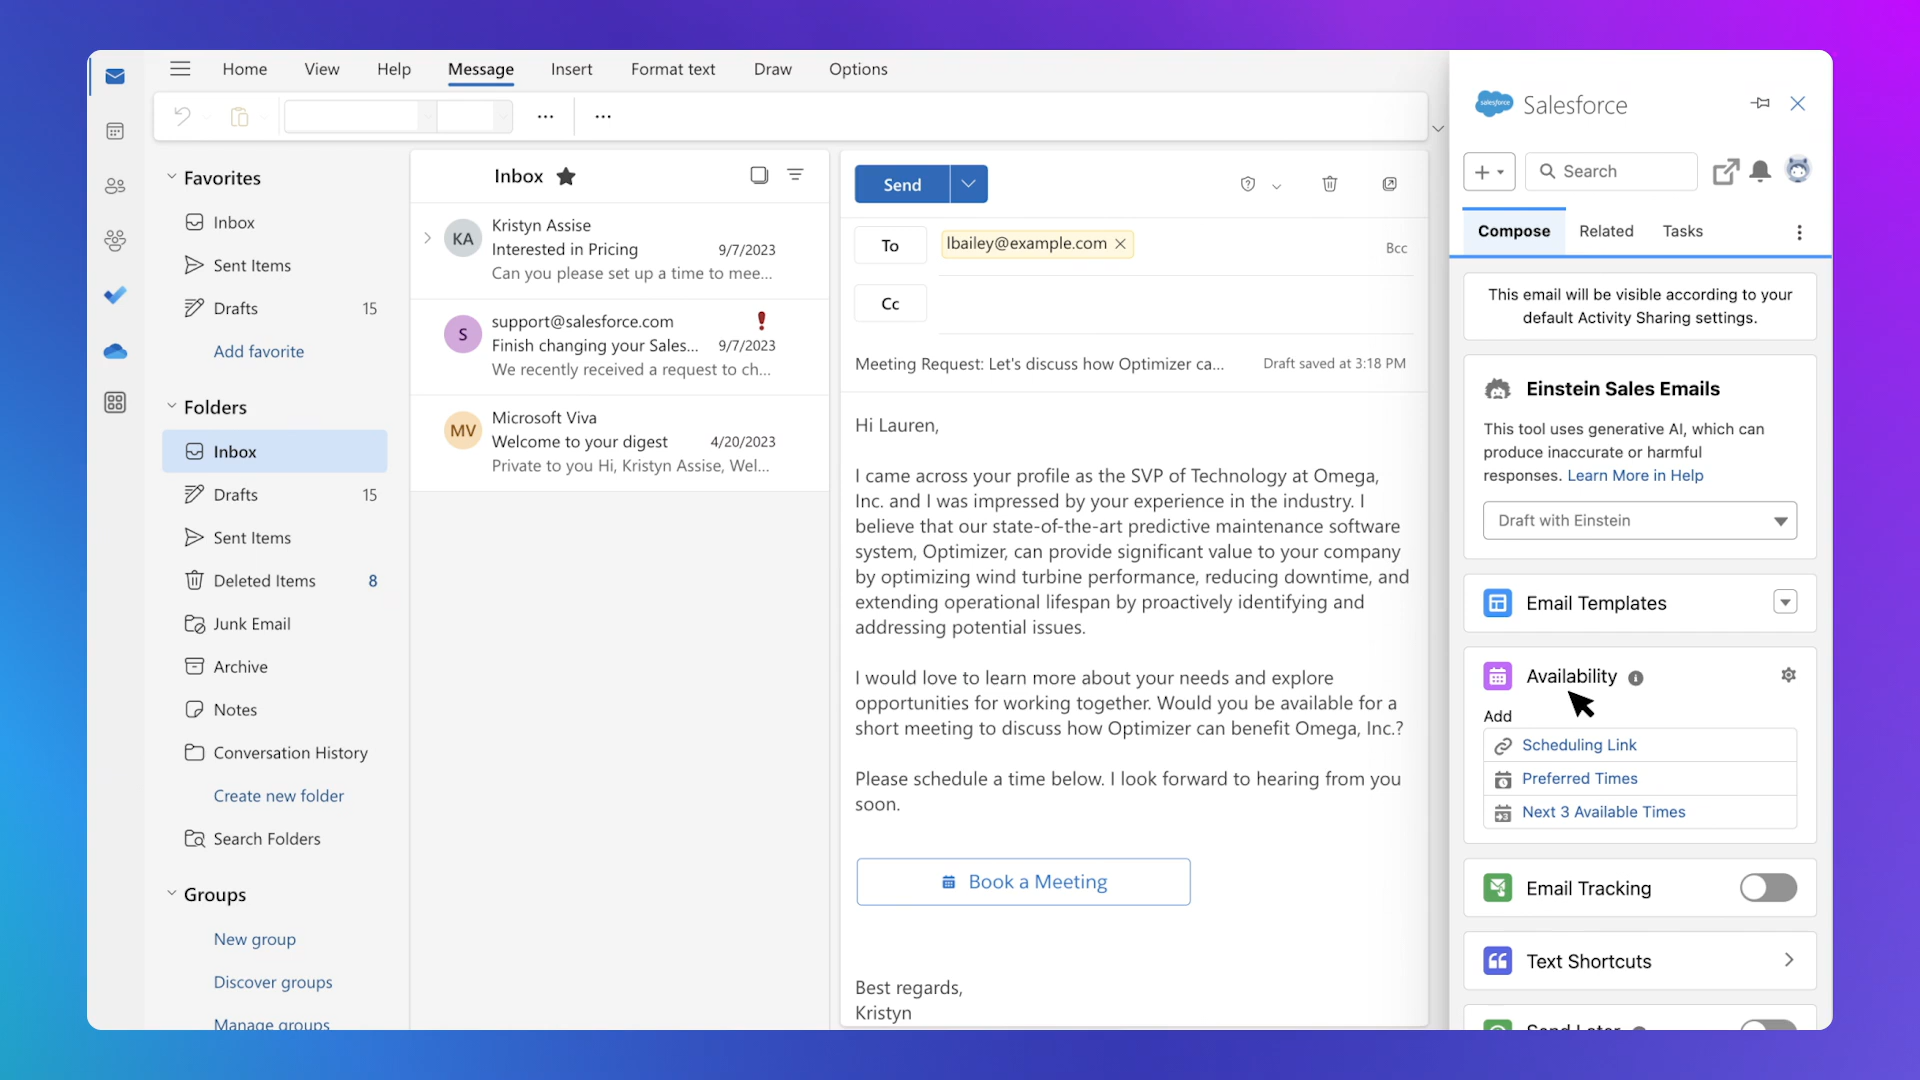 Home View Help Message Insert Format text Draw Options
Favorites
Inbox
Sent Items
Drafts 15
Add favorite
Folders
Inbox
Drafts 15
Sent Items
Deleted Items 8
Junk Email
Archive
Notes
Conversation History
Create new folder
Search Folders
Groups
New group
Discover groups
Manage groups
Inbox
KA
Kristyn Assise
Interested in Pricing 9/7/2023
Can you please set up a time to mee...
S
support@salesforce.com
Finish changing your Sales... 9/7/2023
We recently received a request to ch...
MV
Microsoft Viva
Welcome to your digest 4/20/2023
Private to you Hi, Kristyn Assise, Wel...
Send
To lbailey@example.com Bcc
Cc
Meeting Request: Let's discuss how Optimizer ca... Draft saved at 3:18 PM
Hi Lauren,
I came across your profile as the SVP of Technology at Omega,
Inc. and I was impressed by your experience in the industry. I
believe that our state-of-the-art predictive maintenance software
system, Optimizer, can provide significant value to your company
by optimizing wind turbine performance, reducing downtime, and
extending operational lifespan by proactively identifying and
addressing potential issues.
I would love to learn more about your needs and explore
opportunities for working together. Would you be available for a
short meeting to discuss how Optimizer can benefit Omega, Inc.?
Please schedule a time below. I look forward to hearing from you
soon.
Book a Meeting
Best regards,
Kristyn
salesforce Salesforce
Search
Compose Related Tasks
This email will be visible according to your
default Activity Sharing settings.
Einstein Sales Emails
This tool uses generative AI, which can
produce inaccurate or harmful
responses. Learn More in Help
Draft with Einstein
Email Templates
Availability
Add
Scheduling Link
Preferred Times
Next 3 Available Times
Email Tracking
Text Shortcuts
Send Later